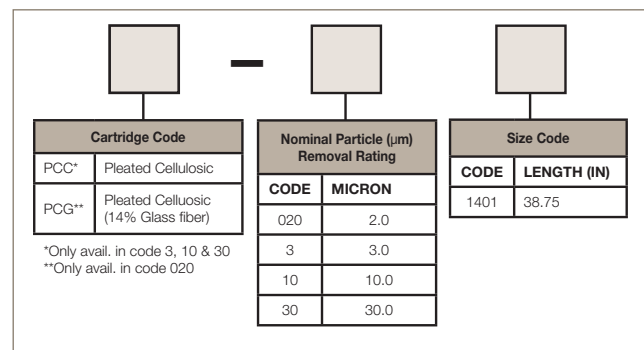 Cartridge Code
PCC* Pleated Cellulosic
PCG** Pleated Celluosic
(14% Glass fiber)
*Only avail. in code 3, 10 & 30
**Only avail. in code 020
Nominal Particle (µm)
Removal Rating
CODE MICRON
020 2.0
3 3.0
10 10.0
30 30.0
Size Code
CODE LENGTH (IN)
1401 38.75